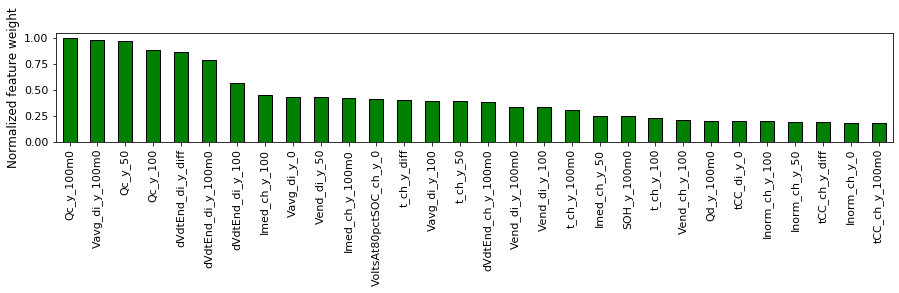 Normalized feature weight
1.00
0.75
0.50
0.25
0.00
Qc_y_100m0
Vavg_di_y_100m0
Qc_y_50
Qc_y_100
dVdtEnd_di_y_diff
dVdtEnd_di_y_100m0
dVdtEnd_di_y_100
Imed_ch_y_100
Vavg_di_y_0
Vend_di_y_50
Imed_ch_y_100m0
VoltsAt80pctSOC_ch_y_0
t_ch_y_diff
Vavg_di_y_100
t_ch_y_50
dVdtEnd_ch_y_100m0
Vend_di_y_100m0
Vend_di_y_100
t_ch_y_100m0
Imed_ch_y_50
SOH_y_100m0
t_ch_y_100
Vend_ch_y_100
Qd_y_100m0
tCC_di_y_0
Inorm_ch_y_100
Inorm_ch_y_50
tCC_ch_y_diff
Inorm_ch_y_0
tCC_ch_y_100m0